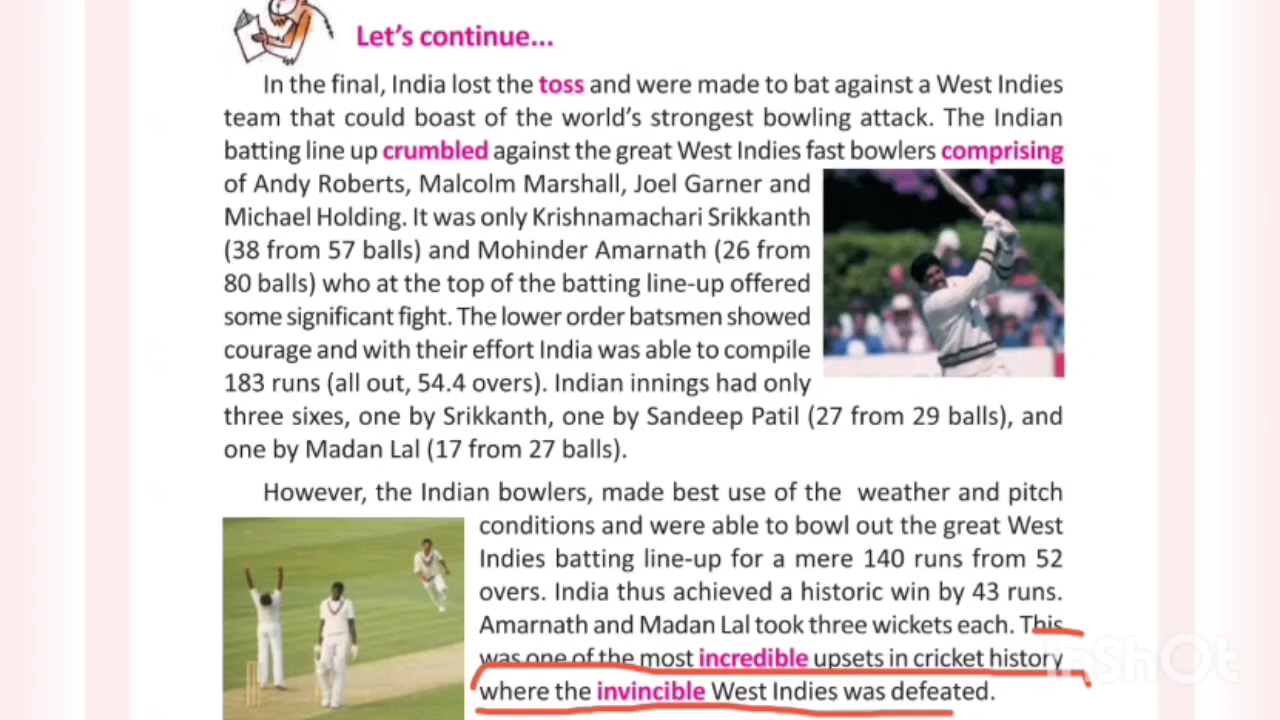 Let's continue...
In the final, India lost the toss and were made to bat against a West Indies
team that could boast of the world's strongest bowling attack. The Indian
batting line up crumbled against the great West Indies fast bowlers comprising
of Andy Roberts, Malcolm Marshall, Joel Garner and
Michael Holding. It was only Krishnamachari Srikkanth
(38 from 57 balls) and Mohinder Amarnath (26 from
80 balls) who at the top of the batting line-up offered
some significant fight. The lower order batsmen showed
courage and with their effort India was able to compile
183 runs (all out, 54.4 overs). Indian innings had only
three sixes, one by Srikkanth, one by Sandeep Patil (27 from 29 balls), and
one by Madan Lal (17 from 27 balls).
However, the Indian bowlers, made best use of the weather and pitch
conditions and were able to bowl out the great West
Indies batting line-up for a mere 140 runs from 52
overs. India thus achieved a historic win by 43 runs.
Amarnath and Madan Lal took three wickets each. This
was one of the most incredible upsets in cricket history
where the invincible West Indies was defeated.
InShOt